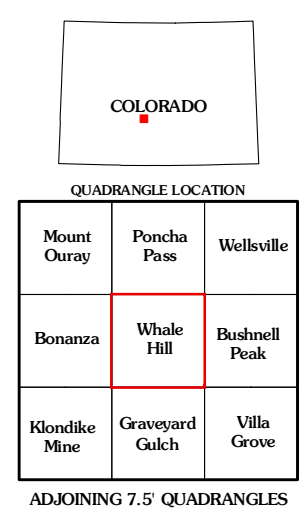 COLORADO
QUADRANGLE LOCATION
Mount Ouray
Poncha Pass
Wellsville
Bonanza
Whale Hill
Bushnell Peak
Klondike Mine
Graveyard Gulch
Villa Grove
ADJOINING 7.5' QUADRANGLES